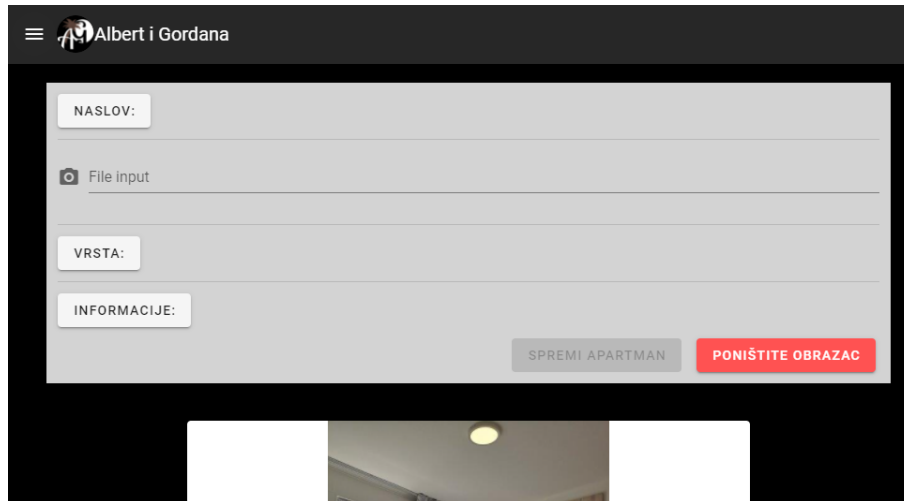 Albert i Gordana
NASLOV:
File input
VRSTA:
INFORMACIJE:
SPREMI APARTMAN
PONIŠTITE OBRAZAC